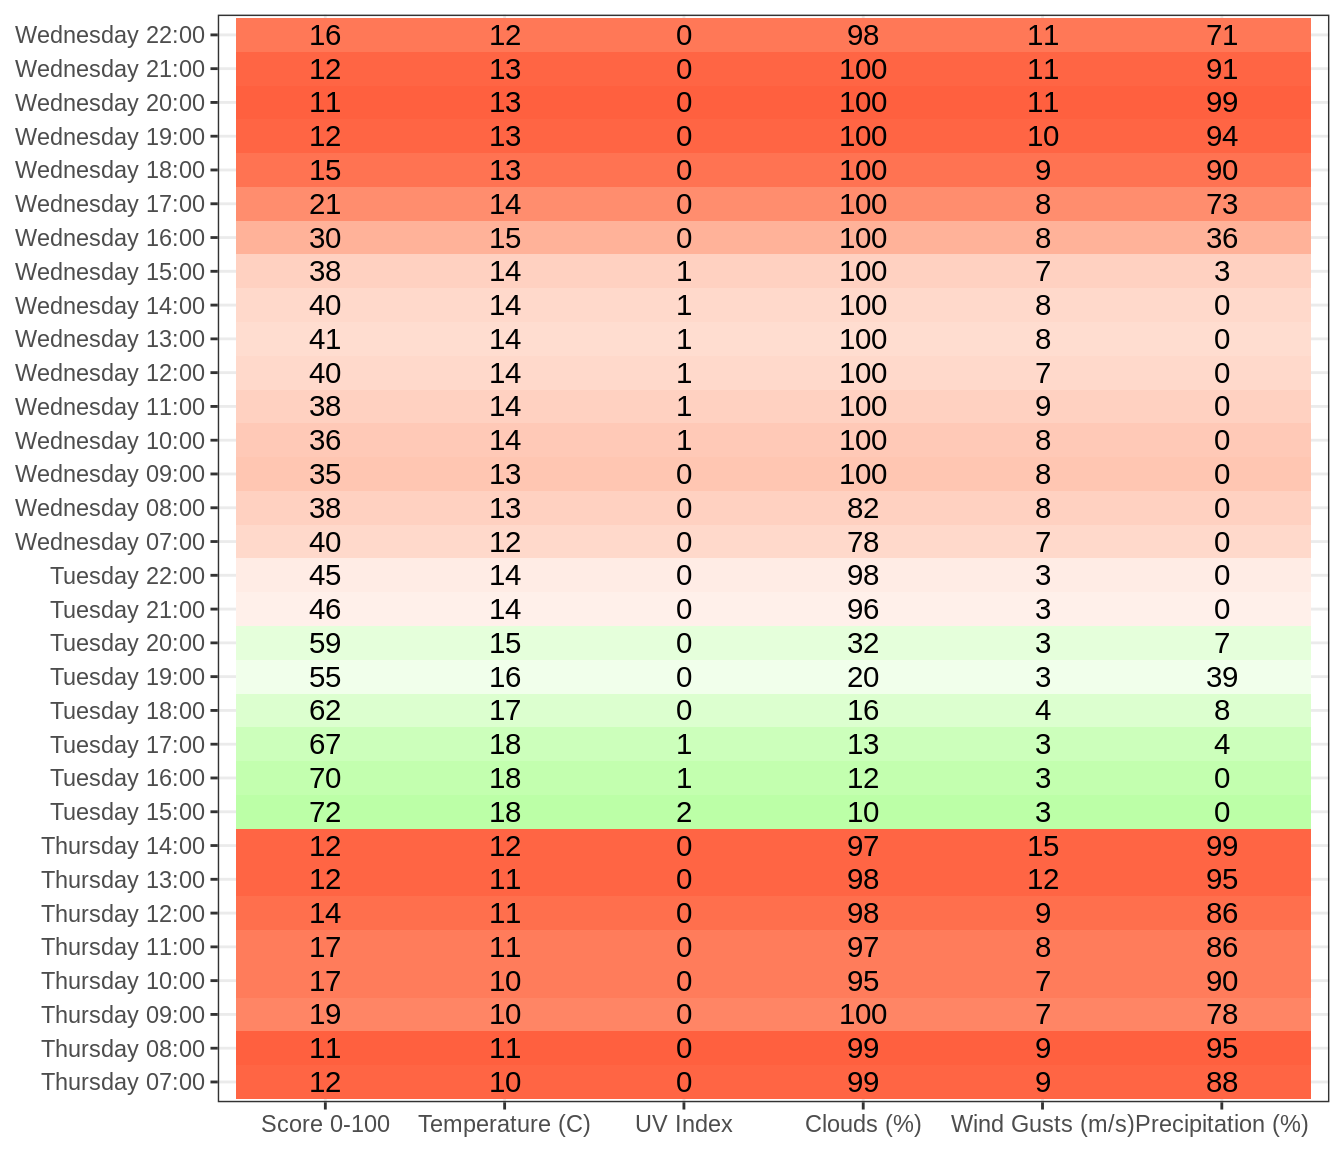 Wednesday 22:00 16 12 0 98 11 71
Wednesday 21:00 12 13 0 100 11 91
Wednesday 20:00 11 13 0 100 11 99
Wednesday 19:00 12 13 0 100 10 94
Wednesday 18:00 15 13 0 100 9 90
Wednesday 17:00 21 14 0 100 8 73
Wednesday 16:00 30 15 0 100 8 36
Wednesday 15:00 38 14 1 100 7 3
Wednesday 14:00 40 14 1 100 8 0
Wednesday 13:00 41 14 1 100 8 0
Wednesday 12:00 40 14 1 100 7 0
Wednesday 11:00 38 14 1 100 9 0
Wednesday 10:00 36 14 1 100 8 0
Wednesday 09:00 35 13 0 100 8 0
Wednesday 08:00 38 13 0 82 8 0
Wednesday 07:00 40 12 0 78 7 0
Tuesday 22:00 45 14 0 98 3 0
Tuesday 21:00 46 14 0 96 3 0
Tuesday 20:00 59 15 0 32 3 7
Tuesday 19:00 55 16 0 20 3 39
Tuesday 18:00 62 17 0 16 4 8
Tuesday 17:00 67 18 1 13 3 4
Tuesday 16:00 70 18 1 12 3 0
Tuesday 15:00 72 18 2 10 3 0
Thursday 14:00 12 12 0 97 15 99
Thursday 13:00 12 11 0 98 12 95
Thursday 12:00 14 11 0 98 9 86
Thursday 11:00 17 11 0 97 8 86
Thursday 10:00 17 10 0 95 7 90
Thursday 09:00 19 10 0 100 7 78
Thursday 08:00 11 11 0 99 9 95
Thursday 07:00 12 10 0 99 9 88
Score 0-100 Temperature (C) UV Index Clouds (%) Wind Gusts (m/s) Precipitation (%)